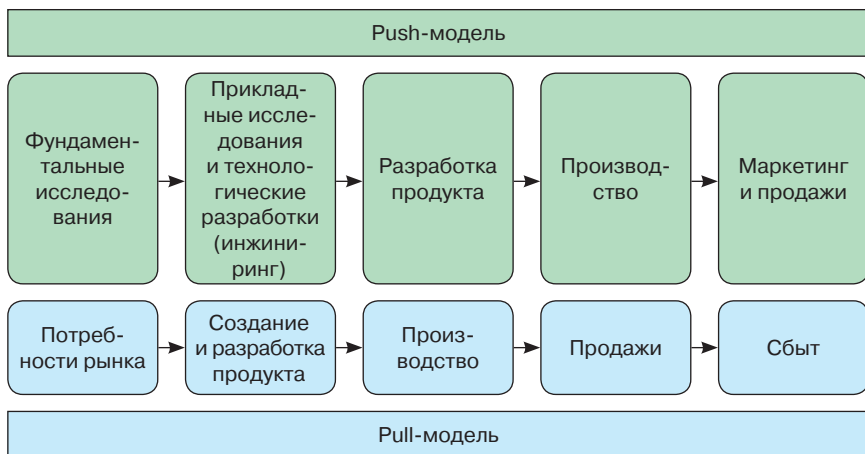 Push-модель
Фундамен-
тальные
исследо-
вания
Приклад-
ные иссле-
дования
и техноло-
гические
разработки
(инжини-
ринг)
Разработка
продукта
Производ-
ство
Маркетинг
и продажи
Потреб-
ности рынка
Создание
и разработка
продукта
Произ-
водство
Продажи
Сбыт
Pull-модель